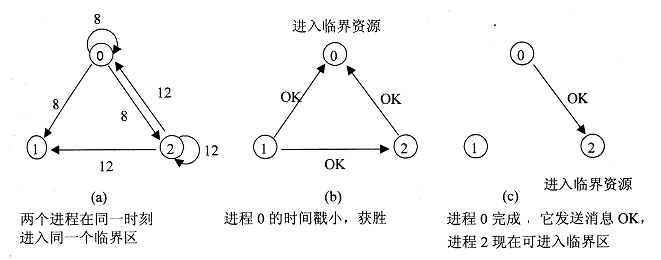 8
0
8
12
8
1
2
12
12
(a)
两个进程在同一时刻
进入同一个临界区
进入临界资源
0
OK
OK
1
2
OK
(b)
进程 0 的时间戳小，获胜
0
OK
1
2
进入临界资源
(c)
进程 0 完成，它发送消息 OK，
进程 2 现在可进入临界区